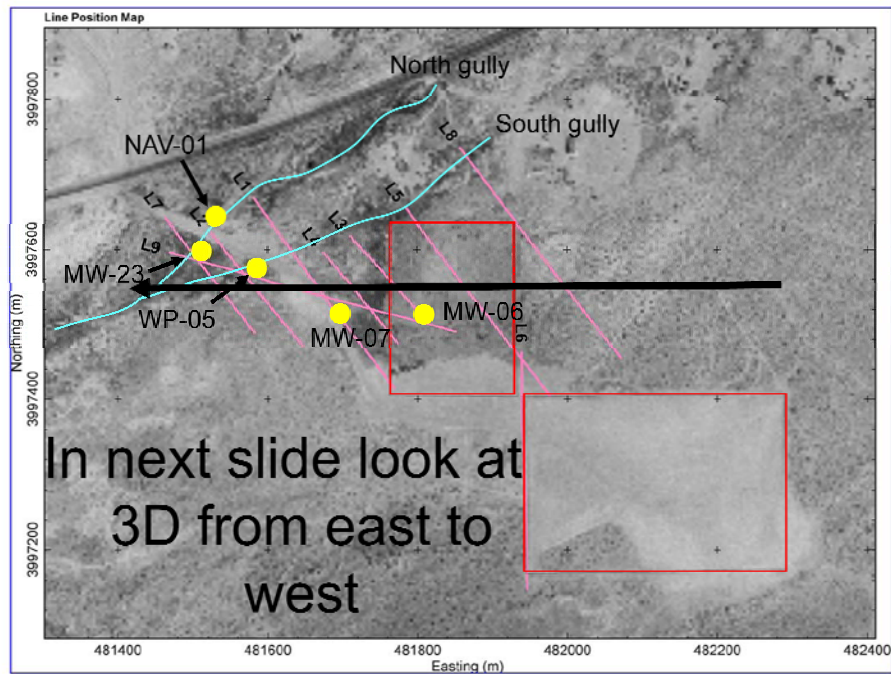 Line Position Map
North gully
South gully
NAV-01
L8
L1
L7
L2
L5
L3
L4
L9
MW-23
WP-05
MW-06
MW-07
L6
In next slide look at
3D from east to
west
Northing (m)
3997800
3997600
3997400
3997200
481400
481600
481800
482000
482200
482400
Easting (m)